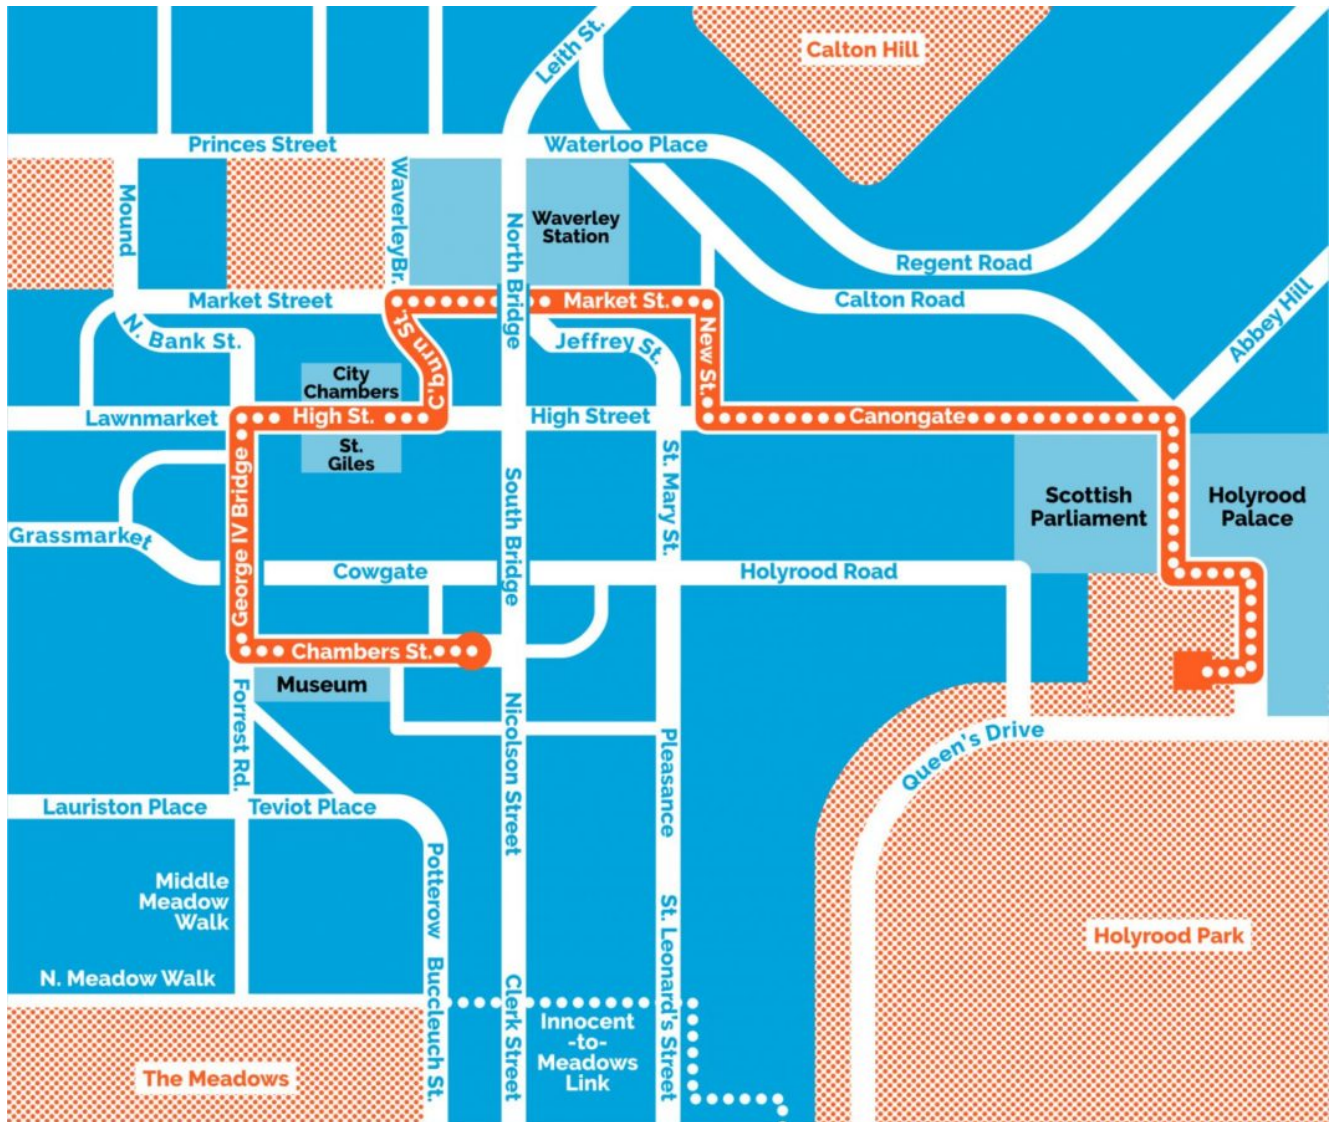 Leith St.
Calton Hill
Princes Street
Waterloo Place
Mound
Waverley Br.
North Bridge
Waverley
Station
Regent Road
Market Street
Market St.
Calton Road
N. Bank St.
C'burn St.
Jeffrey St.
New St.
Abbey Hill
City
Chambers
Lawnmarket
High St.
High Street
Canongate
St.
Giles
George IV Bridge
South Bridge
St. Mary St.
Scottish
Parliament
Holyrood
Palace
Grassmarket
Cowgate
Holyrood Road
Chambers St.
Museum
Forrest Rd.
Nicolson Street
Pleasance
Queen's Drive
Lauriston Place
Teviot Place
Middle
Meadow
Walk
Potterow
St. Leonard's Street
Holyrood Park
N. Meadow Walk
Buccleuch St.
Clerk Street
Innocent
-to-
Meadows
Link
The Meadows